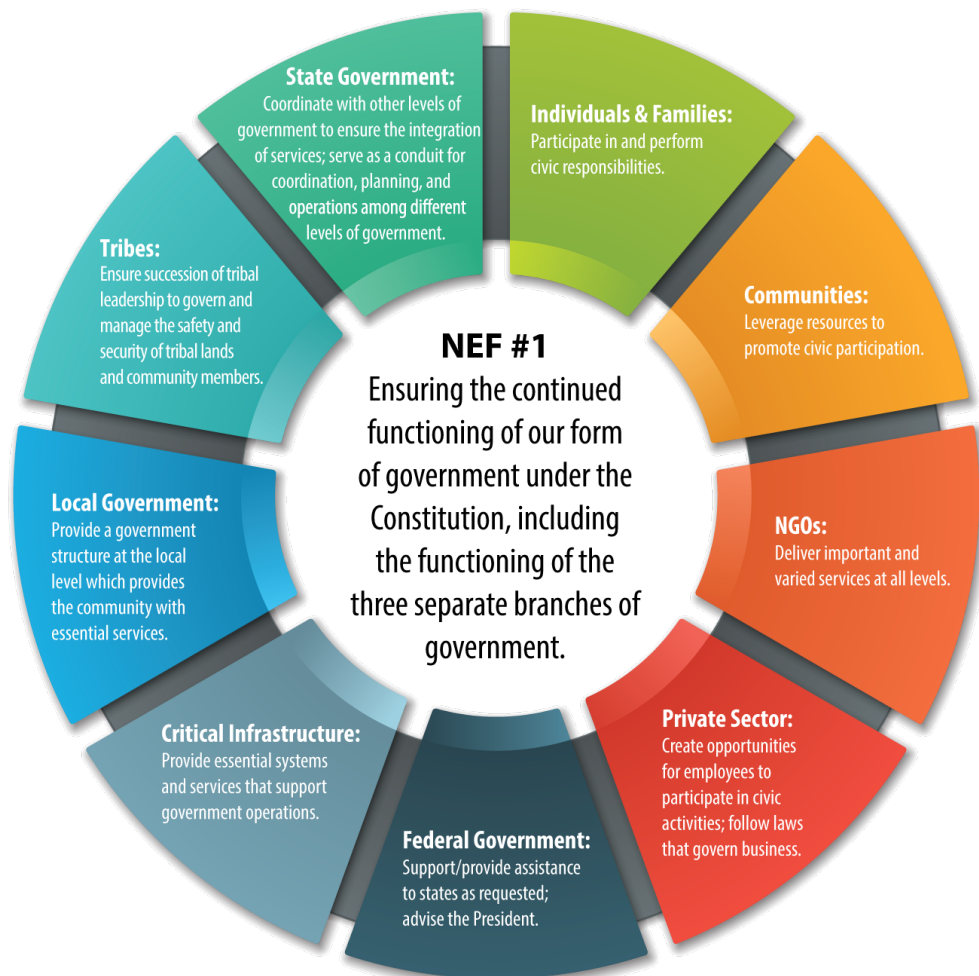 State Government:
Coordinate with other levels of
government to ensure the integration
of services; serve as a conduit for
coordination, planning, and
operations among different
levels of government.
Individuals & Families:
Participate in and perform
civic responsibilities.
Communities:
Leverage resources to
promote civic participation.
NGOs:
Deliver important and
varied services at all levels.
Private Sector:
Create opportunities
for employees to
participate in civic
activities; follow laws
that govern business.
Federal Government:
Support/provide assistance
to states as requested;
advise the President.
Critical Infrastructure:
Provide essential systems
and services that support
government operations.
Local Government:
Provide a government
structure at the local
level which provides
the community with
essential services.
Tribes:
Ensure succession of tribal
leadership to govern and
manage the safety and
security of tribal lands
and community members.
NEF #1
Ensuring the continued
functioning of our form
of government under the
Constitution, including
the functioning of the
three separate branches of
government.